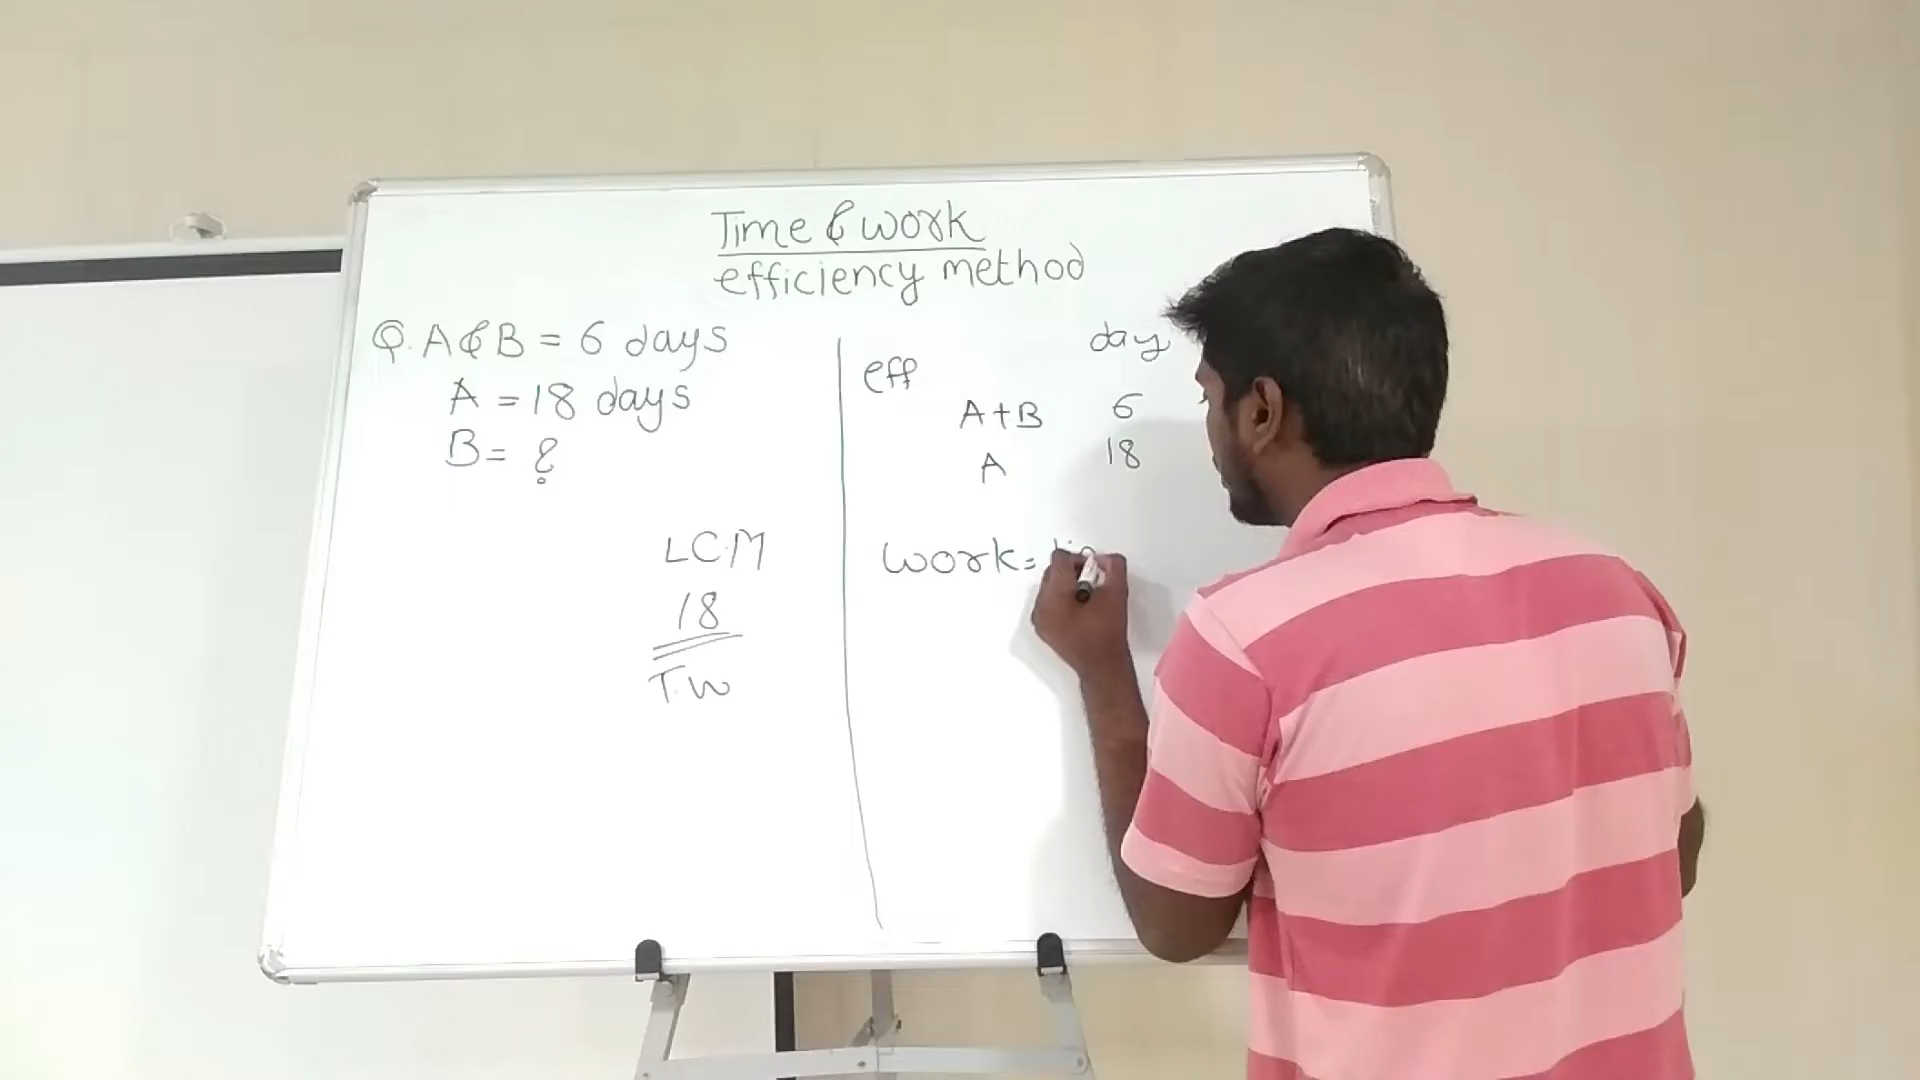 Time & work
efficiency method
Q. A & B = 6 days
A = 18 days
B = ?
LCM
18
T.W
eff day
A+B 6
A 18
work =